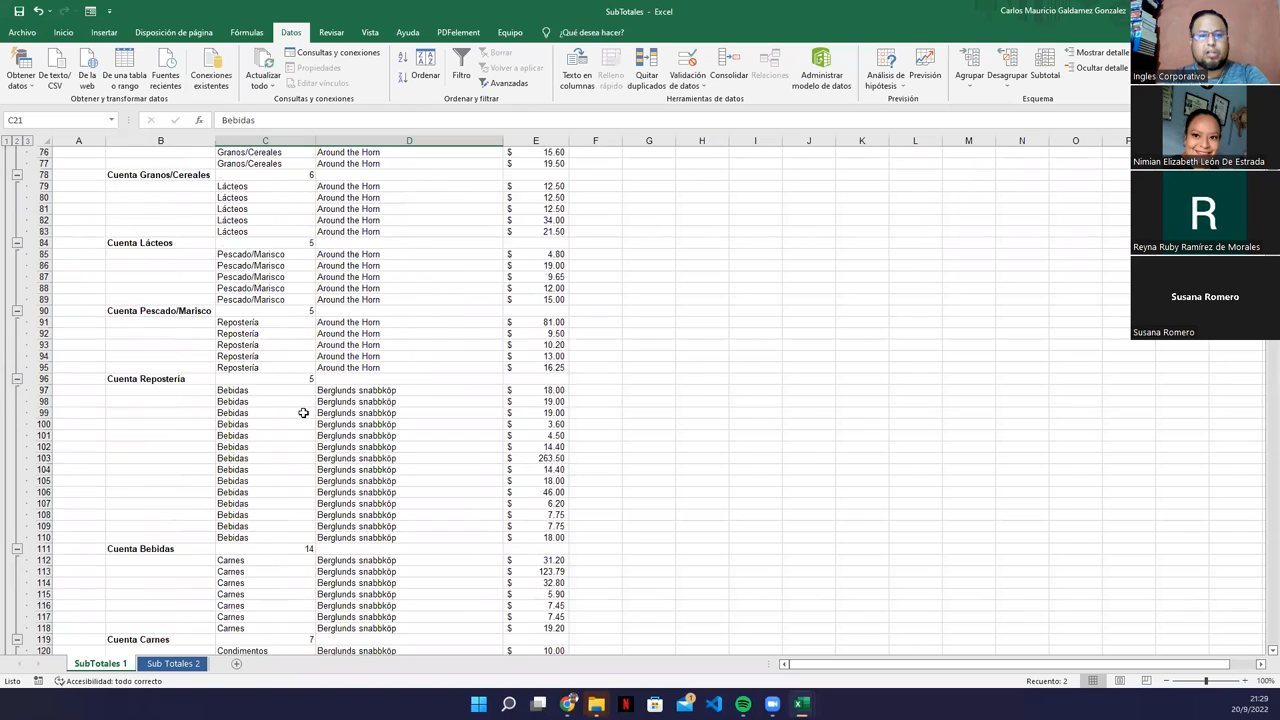 SubTotales - Excel
Carlos Mauricio Galdamez Gonzalez
Archivo Inicio Insertar Disposición de página Fórmulas Datos Revisar Vista Ayuda PDFelement Equipo ¿Qué desea hacer?
Obtener datos
De texto/ CSV
De la web
De una tabla o rango
Fuentes recientes
Conexiones existentes
Actualizar todo
Consultas y conexiones
Propiedades
Editar vínculos
Ordenar
Filtro
Borrar
Volver a aplicar
Avanzadas
Texto en columnas
Relleno rápido
Quitar duplicados
Validación de datos
Consolidar
Relaciones
Administrar modelo de datos
Análisis de hipótesis
Previsión
Agrupar
Desagrupar
Subtotal
Mostrar detalle
Ocultar detalle
Obtener y transformar datos
Consultas y conexiones
Ordenar y filtrar
Herramientas de datos
Previsión
Esquema
C21 fx Bebidas
1 2 3 A B C D E F G H I J K L M N O
76 Granos/Cereales Around the Horn $ 15.60
77 Granos/Cereales Around the Horn $ 19.50
78 Cuenta Granos/Cereales 6
79 Lácteos Around the Horn $ 12.50
80 Lácteos Around the Horn $ 12.50
81 Lácteos Around the Horn $ 12.50
82 Lácteos Around the Horn $ 34.00
83 Lácteos Around the Horn $ 21.50
84 Cuenta Lácteos 5
85 Pescado/Marisco Around the Horn $ 4.80
86 Pescado/Marisco Around the Horn $ 19.00
87 Pescado/Marisco Around the Horn $ 9.65
88 Pescado/Marisco Around the Horn $ 12.00
89 Pescado/Marisco Around the Horn $ 15.00
90 Cuenta Pescado/Marisco 5
91 Repostería Around the Horn $ 81.00
92 Repostería Around the Horn $ 9.50
93 Repostería Around the Horn $ 10.20
94 Repostería Around the Horn $ 13.00
95 Repostería Around the Horn $ 16.25
96 Cuenta Repostería 5
97 Bebidas Berglunds snabbköp $ 18.00
98 Bebidas Berglunds snabbköp $ 19.00
99 Bebidas Berglunds snabbköp $ 19.00
100 Bebidas Berglunds snabbköp $ 3.60
101 Bebidas Berglunds snabbköp $ 4.50
102 Bebidas Berglunds snabbköp $ 14.40
103 Bebidas Berglunds snabbköp $ 263.50
104 Bebidas Berglunds snabbköp $ 14.40
105 Bebidas Berglunds snabbköp $ 18.00
106 Bebidas Berglunds snabbköp $ 46.00
107 Bebidas Berglunds snabbköp $ 6.20
108 Bebidas Berglunds snabbköp $ 7.75
109 Bebidas Berglunds snabbköp $ 7.75
110 Bebidas Berglunds snabbköp $ 18.00
111 Cuenta Bebidas 14
112 Carnes Berglunds snabbköp $ 31.20
113 Carnes Berglunds snabbköp $ 123.79
114 Carnes Berglunds snabbköp $ 32.80
115 Carnes Berglunds snabbköp $ 5.90
116 Carnes Berglunds snabbköp $ 7.45
117 Carnes Berglunds snabbköp $ 7.45
118 Carnes Berglunds snabbköp $ 19.20
119 Cuenta Carnes 7
120 Condimentos Berglunds snabbköp $ 10.00
SubTotales 1 Sub Totales 2
Listo Accesibilidad: todo correcto Recuento: 2 100%
Ingles Corporativo
Nimian Elizabeth León De Estrada
R
Reyna Ruby Ramírez de Morales
Susana Romero
Susana Romero
21:29
20/9/2022